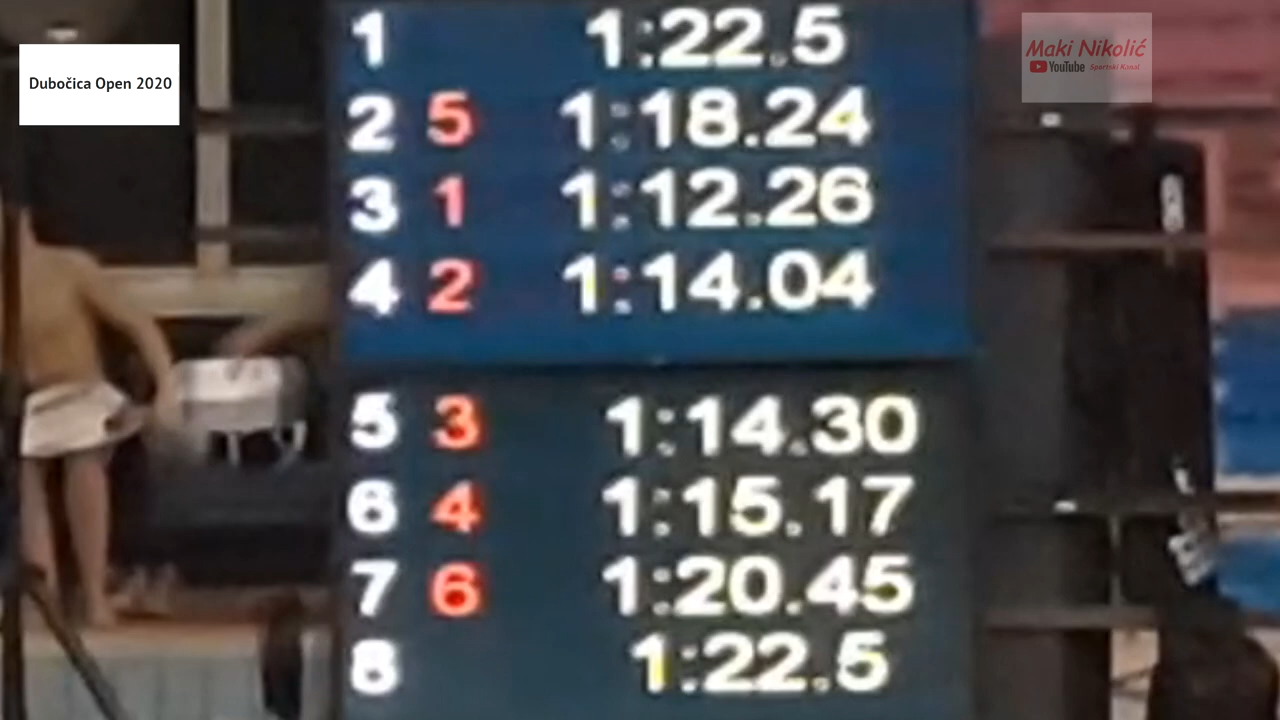 Dubočica Open 2020
Maki Nikolić
YouTube Sportski Kanal
1 1:22.5
2 5 1:18.24
3 1 1:12.26
4 2 1:14.04
5 3 1:14.30
6 4 1:15.17
7 6 1:20.45
8 1:22.5